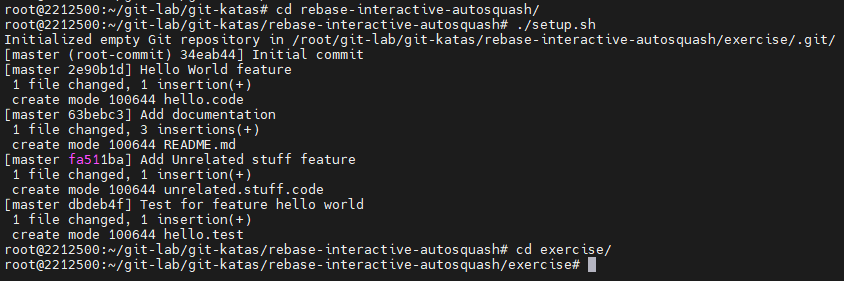 root@2212500:~/git-lab/git-katas# cd rebase-interactive-autosquash/
root@2212500:~/git-lab/git-katas/rebase-interactive-autosquash# ./setup.sh
Initialized empty Git repository in /root/git-lab/git-katas/rebase-interactive-autosquash/exercise/.git/
[master (root-commit) 34eab44] Initial commit
[master 2e90b1d] Hello World feature
 1 file changed, 1 insertion(+)
 create mode 100644 hello.code
[master 63bebc3] Add documentation
 1 file changed, 3 insertions(+)
 create mode 100644 README.md
[master fa511ba] Add Unrelated stuff feature
 1 file changed, 1 insertion(+)
 create mode 100644 unrelated.stuff.code
[master dbdeb4f] Test for feature hello world
 1 file changed, 1 insertion(+)
 create mode 100644 hello.test
root@2212500:~/git-lab/git-katas/rebase-interactive-autosquash# cd exercise/
root@2212500:~/git-lab/git-katas/rebase-interactive-autosquash/exercise#